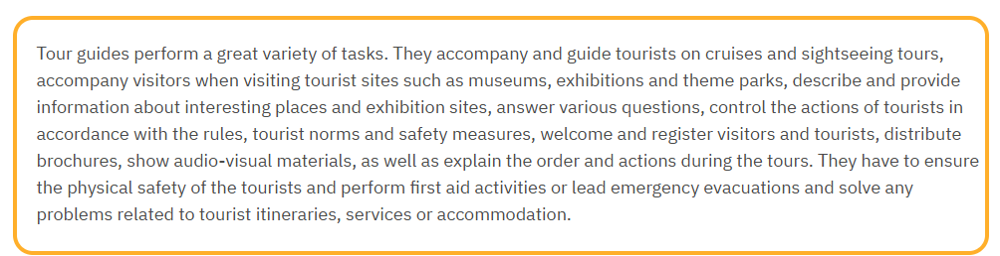 Tour guides perform a great variety of tasks. They accompany and guide tourists on cruises and sightseeing tours,
accompany visitors when visiting tourist sites such as museums, exhibitions and theme parks, describe and provide
information about interesting places and exhibition sites, answer various questions, control the actions of tourists in
accordance with the rules, tourist norms and safety measures, welcome and register visitors and tourists, distribute
brochures, show audio-visual materials, as well as explain the order and actions during the tours. They have to ensure
the physical safety of the tourists and perform first aid activities or lead emergency evacuations and solve any
problems related to tourist itineraries, services or accommodation.